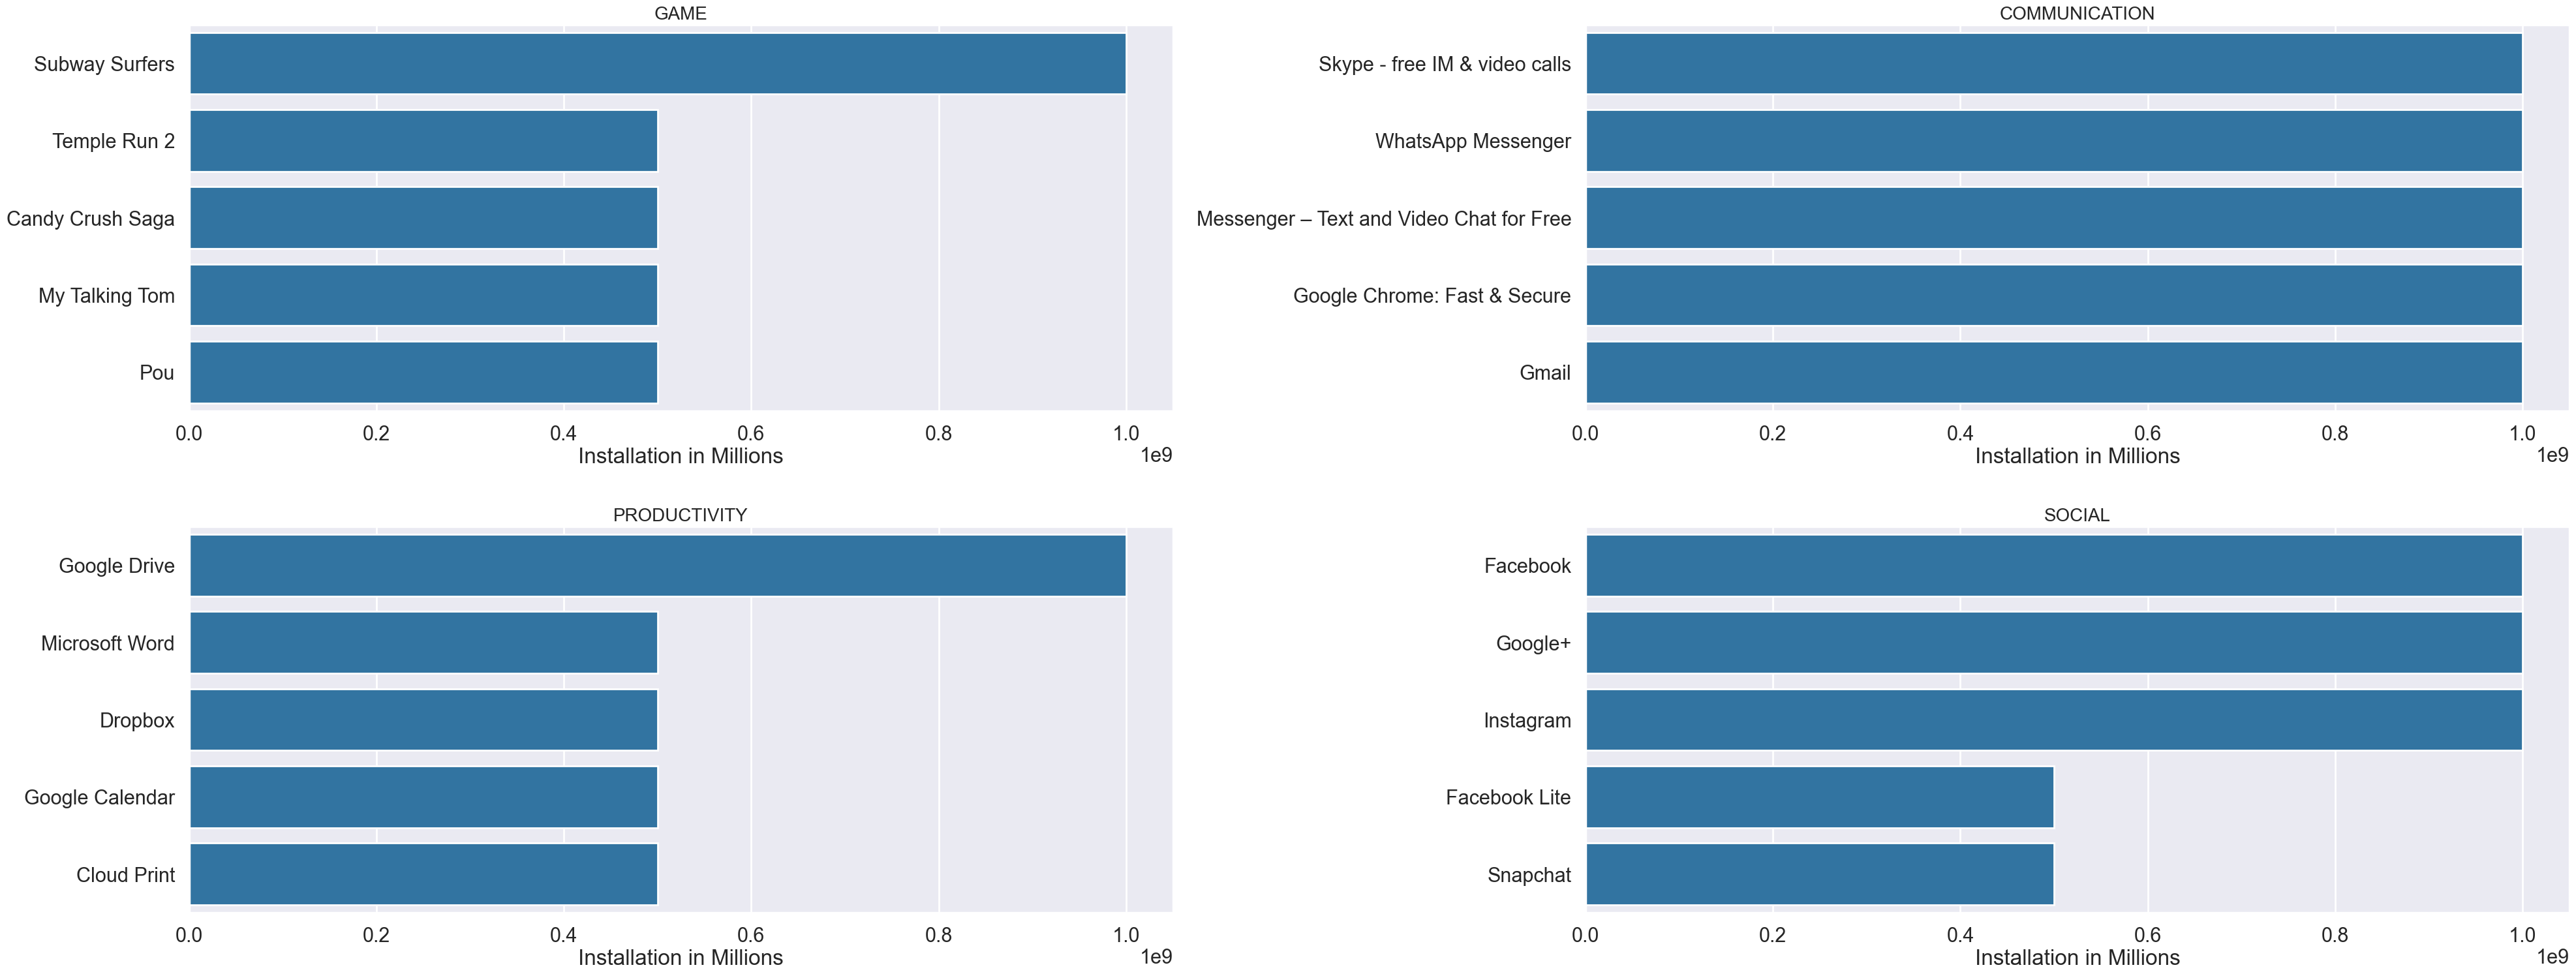 GAME
Subway Surfers
Temple Run 2
Candy Crush Saga
My Talking Tom
Pou
0.0 0.2 0.4 0.6 0.8 1.0
Installation in Millions
1e9
COMMUNICATION
Skype - free IM & video calls
WhatsApp Messenger
Messenger – Text and Video Chat for Free
Google Chrome: Fast & Secure
Gmail
0.0 0.2 0.4 0.6 0.8 1.0
Installation in Millions
1e9
PRODUCTIVITY
Google Drive
Microsoft Word
Dropbox
Google Calendar
Cloud Print
0.0 0.2 0.4 0.6 0.8 1.0
Installation in Millions
1e9
SOCIAL
Facebook
Google+
Instagram
Facebook Lite
Snapchat
0.0 0.2 0.4 0.6 0.8 1.0
Installation in Millions
1e9